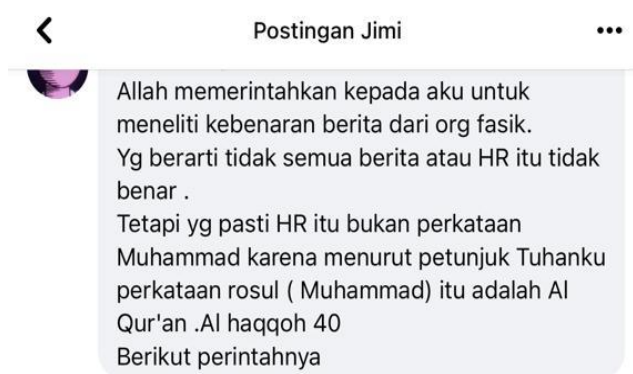 Postingan Jimi
Allah memerintahkan kepada aku untuk
meneliti kebenaran berita dari org fasik.
Yg berarti tidak semua berita atau HR itu tidak
benar .
Tetapi yg pasti HR itu bukan perkataan
Muhammad karena menurut petunjuk Tuhanku
perkataan rosul ( Muhammad) itu adalah Al
Qur'an .Al haqqoh 40
Berikut perintahnya